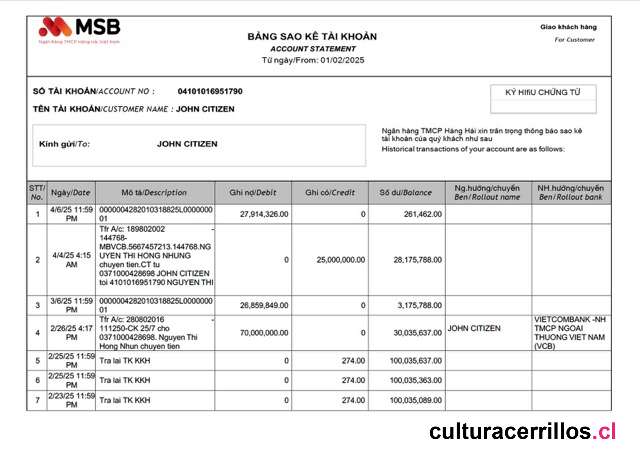 MSB
Ngân hàng TMCP Hàng Hải Việt Nam
BẢNG SAO KÊ TÀI KHOẢN
ACCOUNT STATEMENT
Từ ngày/From: 01/02/2025
Giao khách hàng
For Customer
SỐ TÀI KHOẢN/ACCOUNT NO : 04101016951790
TÊN TÀI KHOẢN/CUSTOMER NAME : JOHN CITIZEN
KÝ HIỆU CHỨNG TỪ
Kính gửi/To: JOHN CITIZEN
Ngân hàng TMCP Hàng Hải xin trân trọng thông báo sao kê
tài khoản của quý khách như sau
Historical transactions of your account are as follows:
STT/No. Ngày/Date Mô tả/Description Ghi nợ/Debit Ghi có/Credit Số dư/Balance Ng.hưởng/chuyển Ben/Rollout name NH.hưởng/chuyển Ben/Rollout bank
1 4/6/25 11:59 PM 0000004282010318825L0000000 01 27,914,326.00 0 261,462.00
2 4/4/25 4:15 AM Tfr A/c: 189802002 -
144768-
MBVCB.5667457213.144768.NG
UYEN THI HONG NHUNG
chuyen tien.CT tu
0371000428698 JOHN CITIZEN
toi 4101016951790 NGUYEN THI
0 25,000,000.00 28,175,788.00
3 3/6/25 11:59 PM 0000004282010318825L0000000 01 26,859,849.00 0 3,175,788.00
4 2/26/25 4:17 PM Tfr A/c: 280802016 -
111250-CK 25/7 cho
0371000428698. Nguyen Thi
Hong Nhun chuyen tien
70,000,000.00 0 30,035,637.00 JOHN CITIZEN
VIETCOMBANK -NH
TMCP NGOAI
THUONG VIET NAM
(VCB)
5 2/25/25 11:59 PM Tra lai TK KKH 0 274.00 100,035,637.00
6 2/25/25 11:59 PM Tra lai TK KKH 0 274.00 100,035,363.00
7 2/23/25 11:59 PM Tra lai TK KKH 0 274.00 100,035,089.00
culturacerrillos.cl